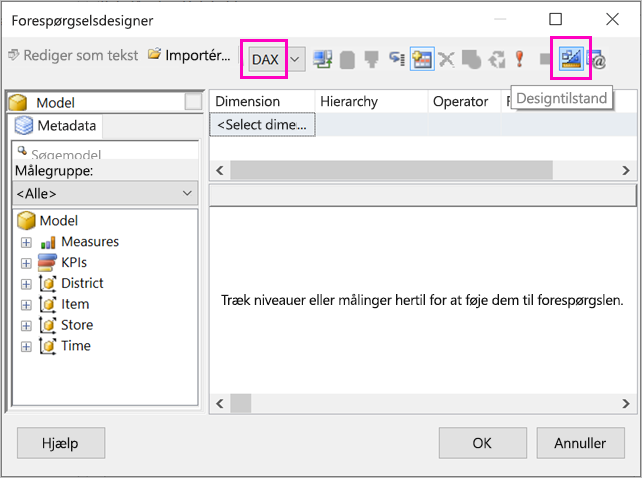 Forespørgselsdesigner
Rediger som tekst Importér... DAX
Model
Metadata
Søgemodel
Målegruppe:
<Alle>
Model
Measures
KPIs
District
Item
Store
Time
Dimension Hierarchy Operator F
Designtilstand
<Select dime...
Træk niveauer eller målinger hertil for at føje dem til forespørgslen.
Hjælp OK Annuller